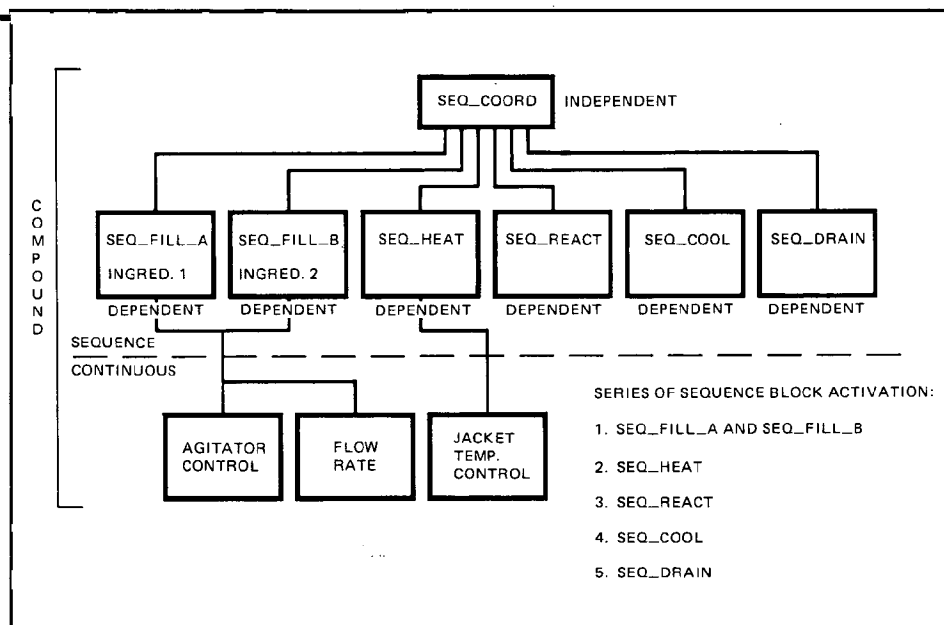 SEQ_COORD
INDEPENDENT
COMPOUND
SEQ_FILL_A
INGRED. 1
SEQ_FILL_B
INGRED. 2
SEQ_HEAT
SEQ_REACT
SEQ_COOL
SEQ_DRAIN
DEPENDENT
DEPENDENT
DEPENDENT
DEPENDENT
DEPENDENT
DEPENDENT
SEQUENCE
CONTINUOUS
AGITATOR
CONTROL
FLOW
RATE
JACKET
TEMP.
CONTROL
SERIES OF SEQUENCE BLOCK ACTIVATION:
1. SEQ_FILL_A AND SEQ_FILL_B
2. SEQ_HEAT
3. SEQ_REACT
4. SEQ_COOL
5. SEQ_DRAIN